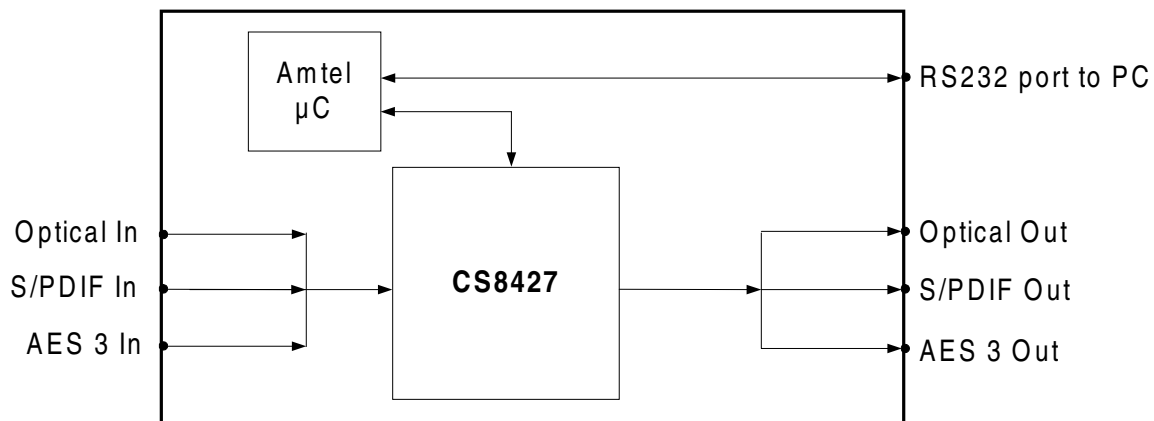 Amtel
µC
RS232 port to PC
Optical In
S/PDIF In
AES 3 In
CS8427
Optical Out
S/PDIF Out
AES 3 Out